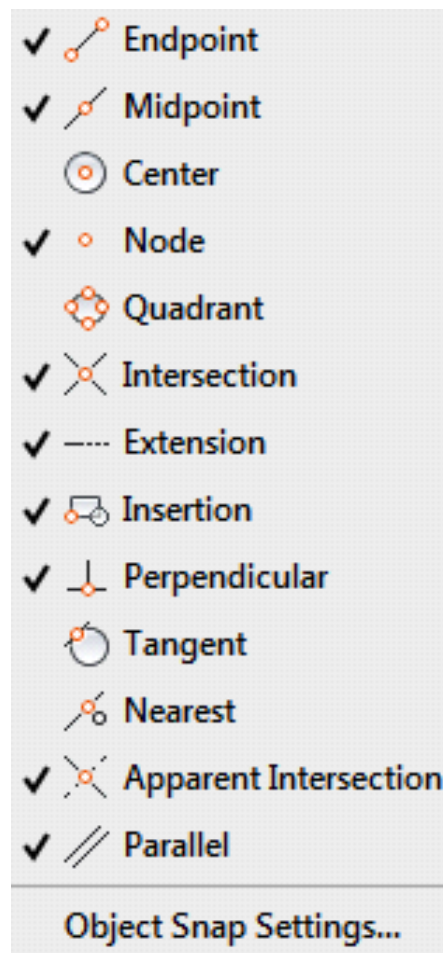 Endpoint
Midpoint
Center
Node
Quadrant
Intersection
Extension
Insertion
Perpendicular
Tangent
Nearest
Apparent Intersection
Parallel
Object Snap Settings...